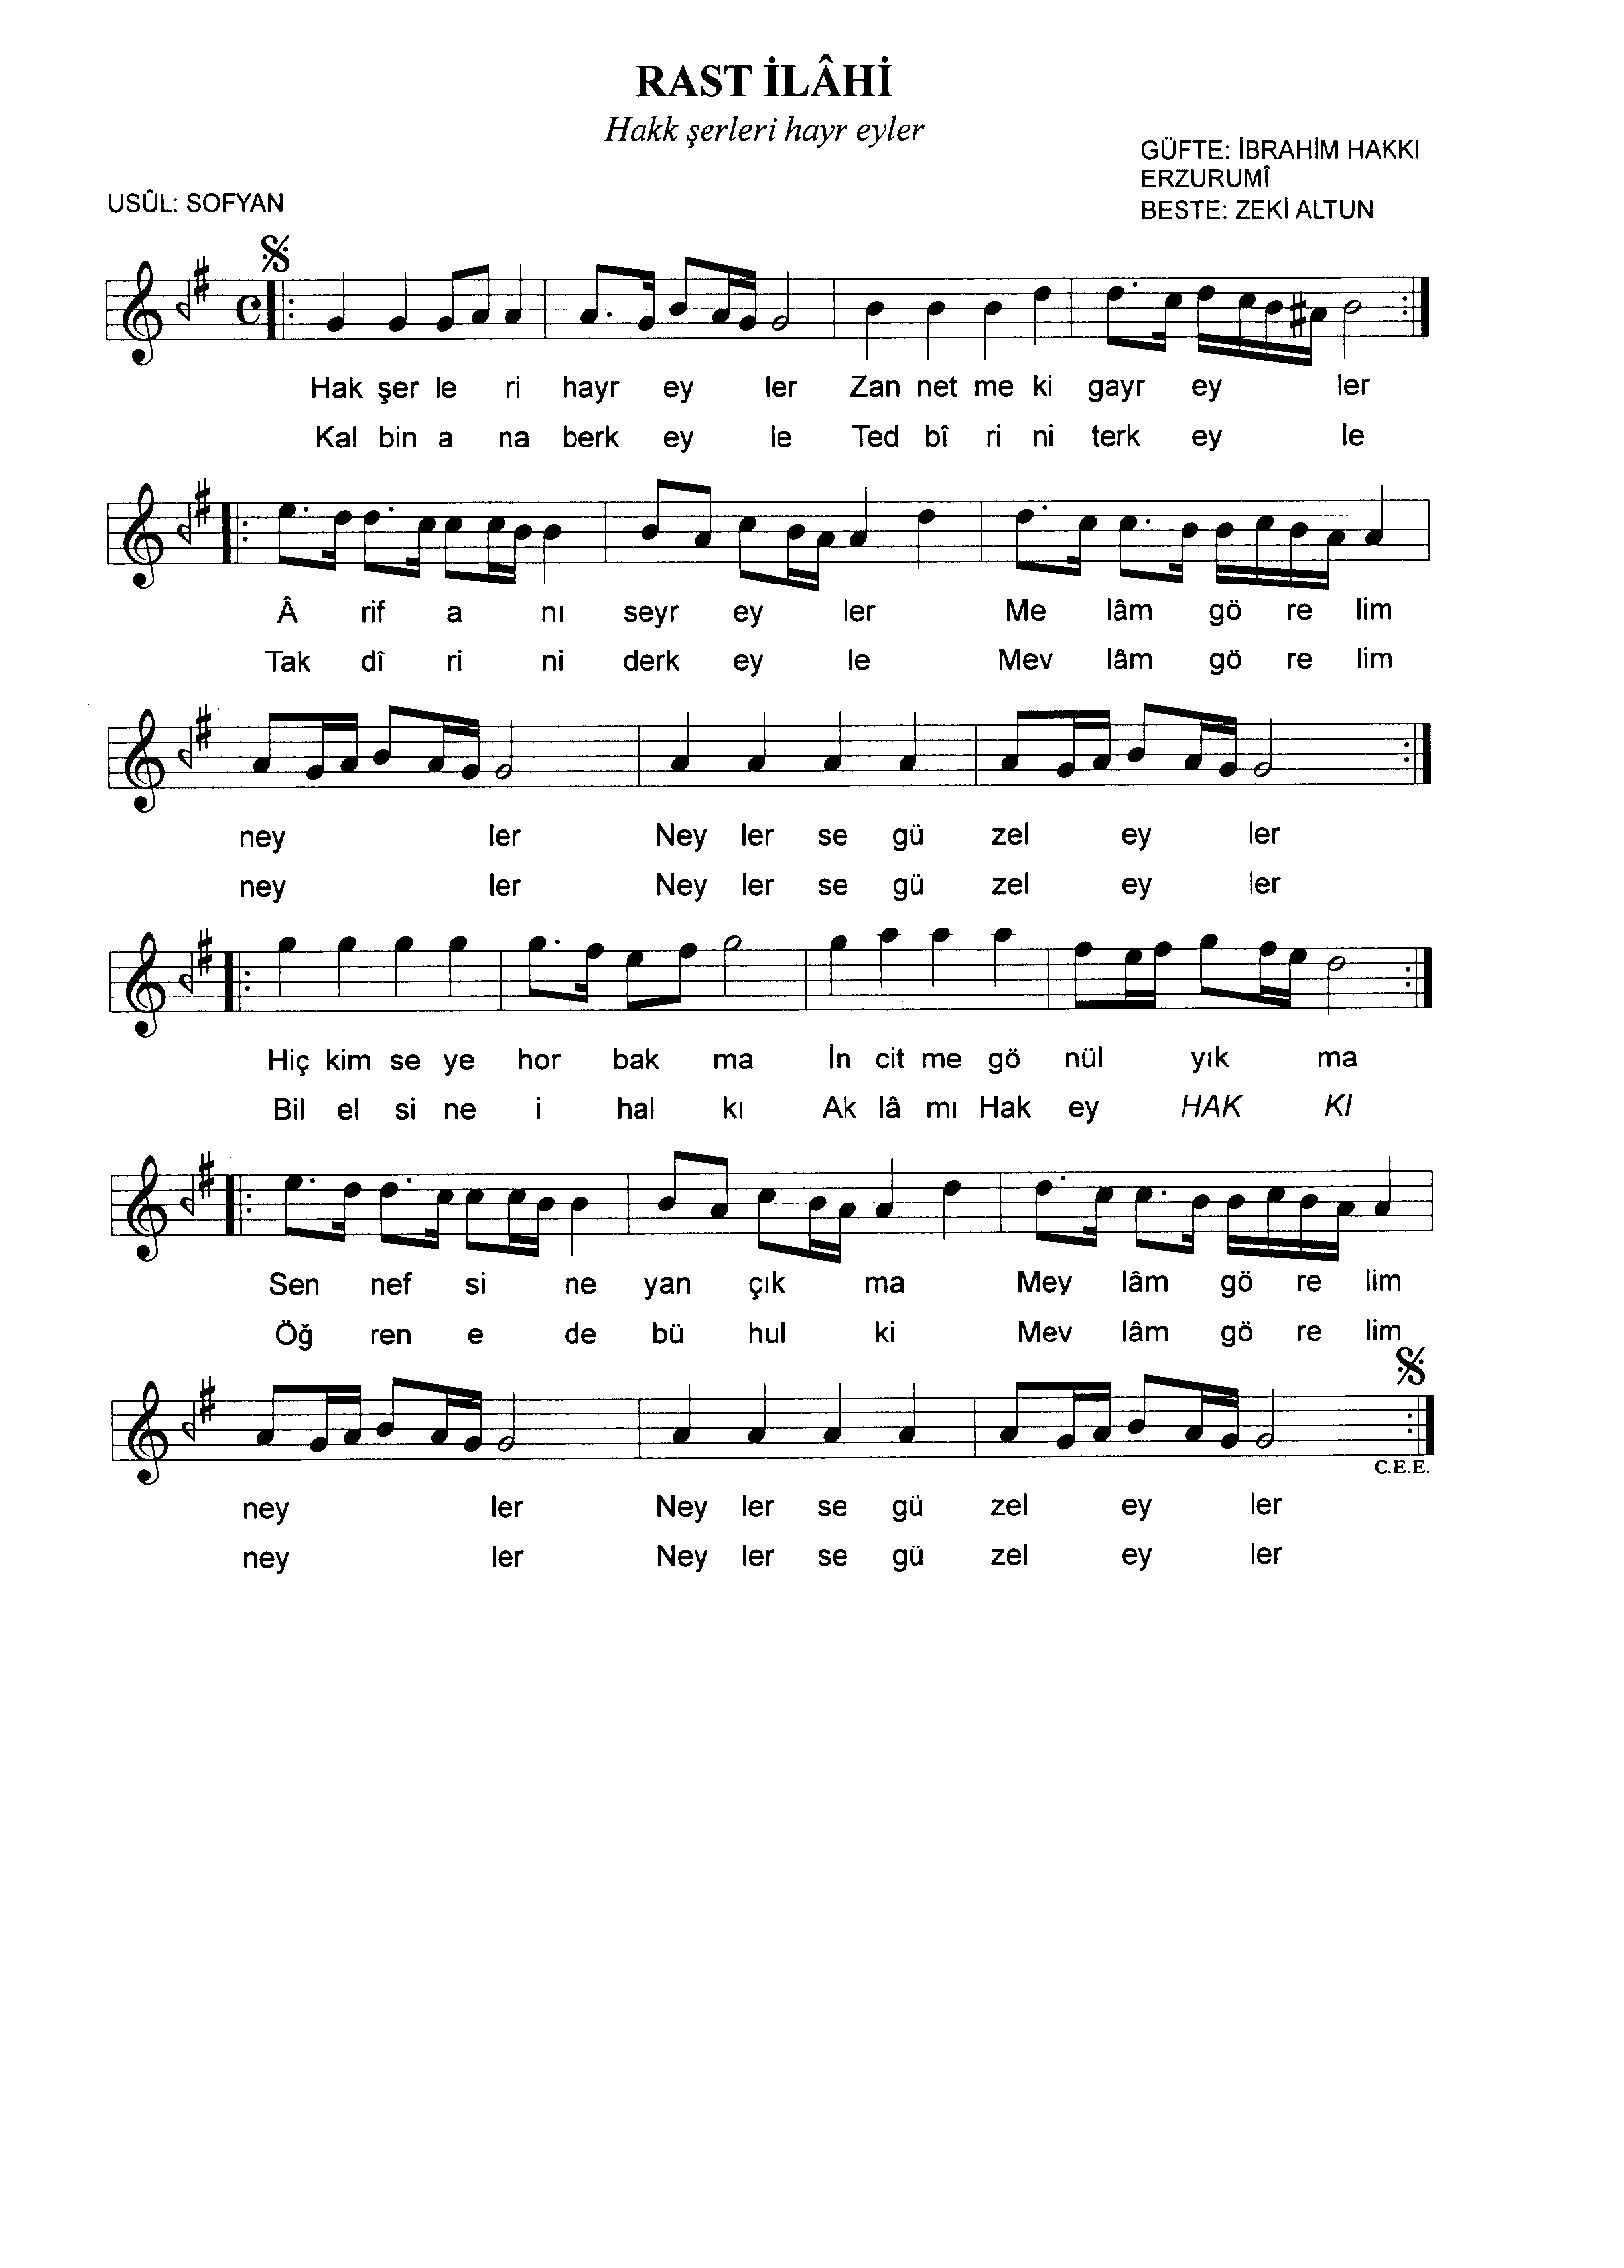 RAST İLÂHİ
Hakk şerleri hayr eyler
GÜFTE: İBRAHİM HAKKI
ERZURUMÎ
USÛL: SOFYAN
BESTE: ZEKİ ALTUN
Hak şer le ri hayr ey ler Zan net me ki gayr ey ler
Kal bin a na berk ey le Ted bî ri ni terk ey le
Â rif a nı seyr ey ler Me lâm gö re lim
Tak dî ri ni derk ey le Mev lâm gö re lim
ney ler Ney ler se gü zel ey ler
ney ler Ney ler se gü zel ey ler
Hiç kim se ye hor bak ma İn cit me gö nül yık ma
Bil el si ne i hal kı Ak lâ mı Hak ey HAK KI
Sen nef si ne yan çık ma Mey lâm gö re lim
Öğ ren e de bü hul ki Mev lâm gö re lim
C.E.E.
ney ler Ney ler se gü zel ey ler
ney ler Ney ler se gü zel ey ler